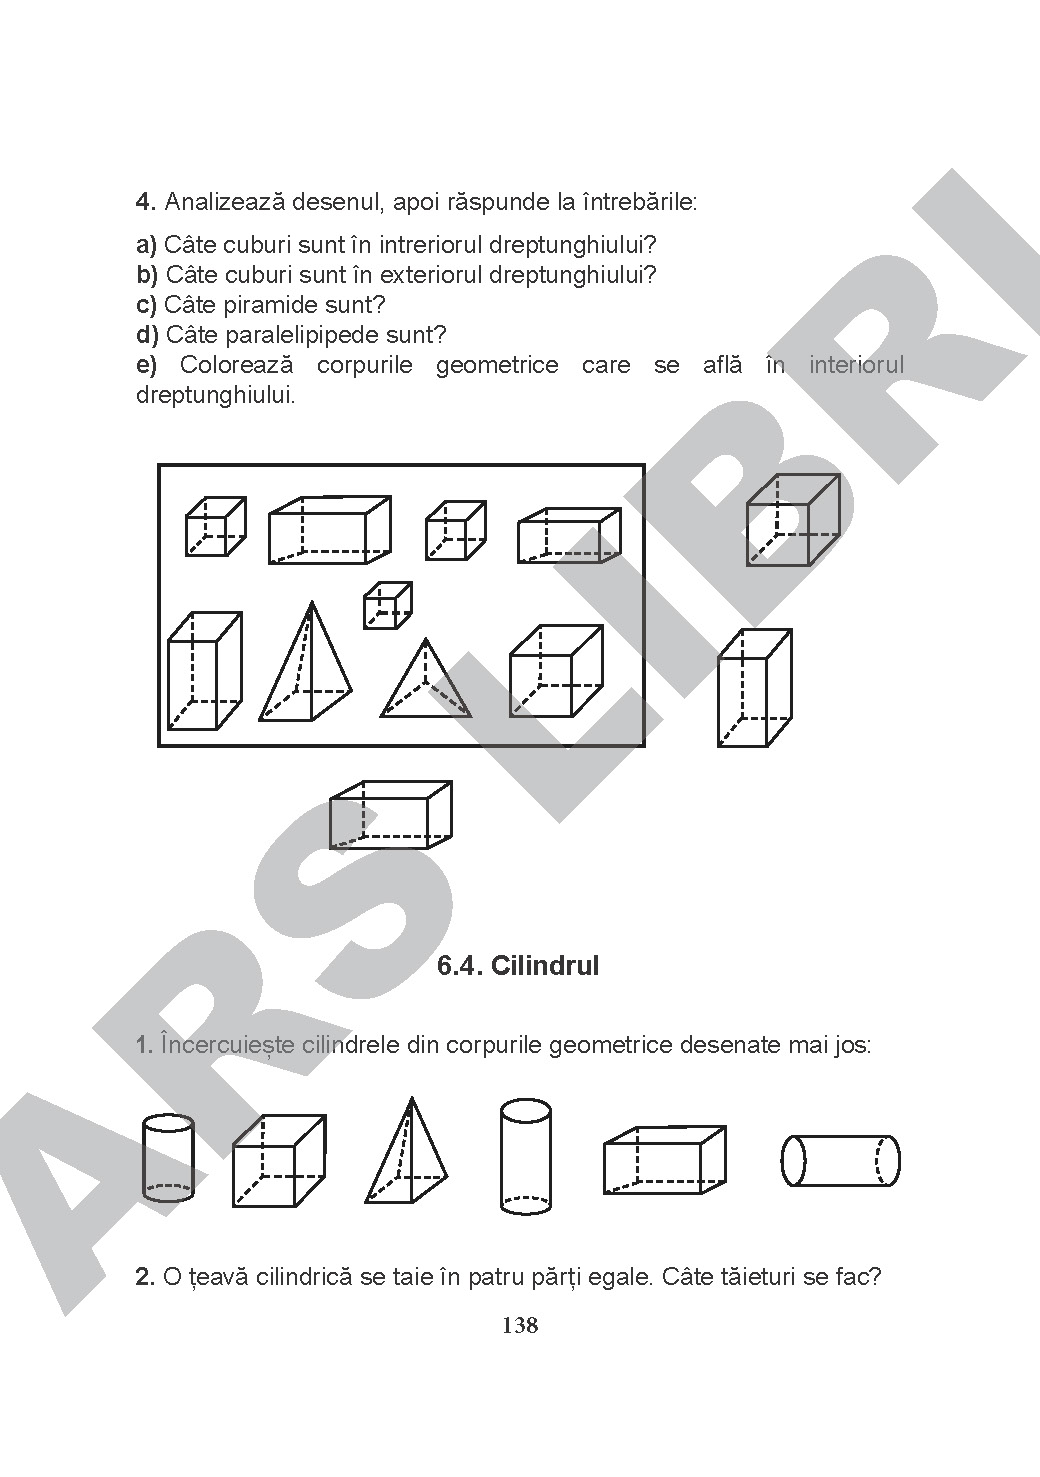 4. Analizează desenul, apoi răspunde la întrebările:
a) Câte cuburi sunt în intreriorul dreptunghiului?
b) Câte cuburi sunt în exteriorul dreptunghiului?
c) Câte piramide sunt?
d) Câte paralelipipede sunt?
e) Colorează corpurile geometrice care se află în interiorul
dreptunghiului.
6.4. Cilindrul
1. Încercuiește cilindrele din corpurile geometrice desenate mai jos:
2. O țeavă cilindrică se taie în patru părți egale. Câte tăieturi se fac?
138
ARS LIBRI